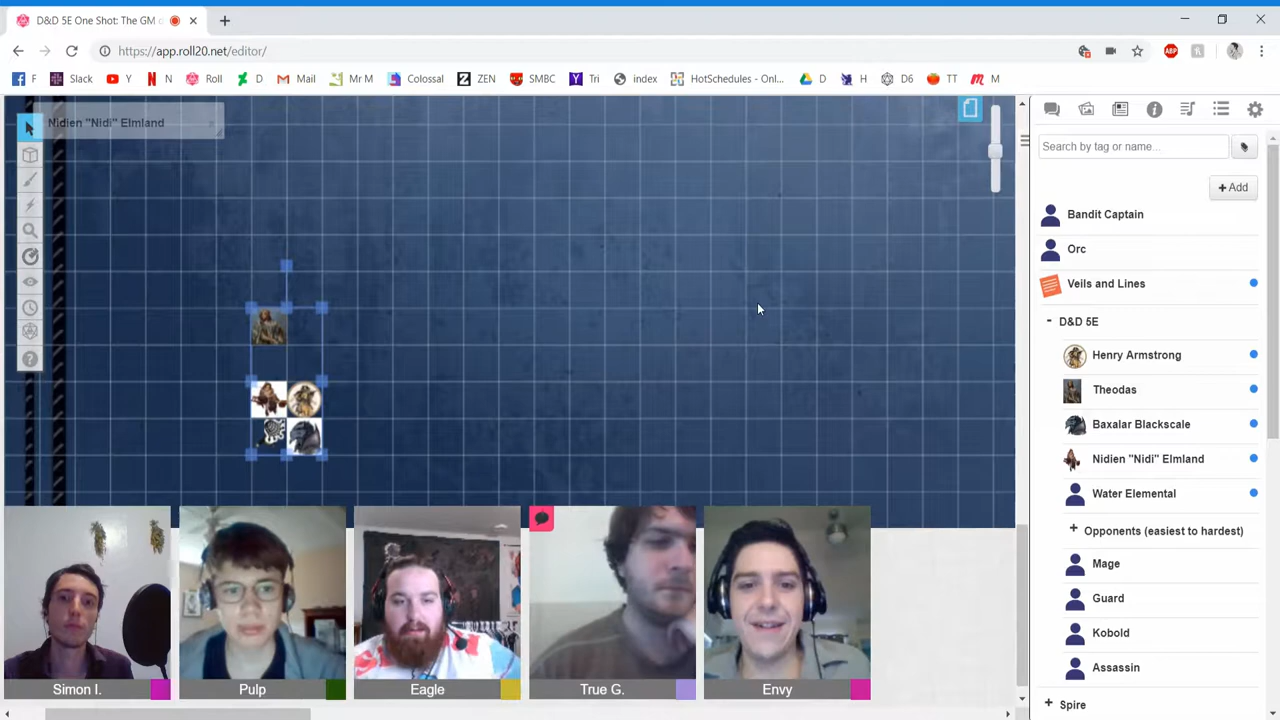 D&D 5E One Shot: The GM
https://app.roll20.net/editor/
F Slack Y N Roll D Mail Mr M Colossal ZEN SMBC Tri index HotSchedules - Onl... D H D6 TT M
Nidien "Nidi" Elmland
Search by tag or name...
+ Add
Bandit Captain
Orc
Veils and Lines
- D&D 5E
Henry Armstrong
Theodas
Baxalar Blackscale
Nidien "Nidi" Elmland
Water Elemental
+ Opponents (easiest to hardest)
Mage
Guard
Kobold
Assassin
+ Spire
Simon I. Pulp Eagle True G. Envy